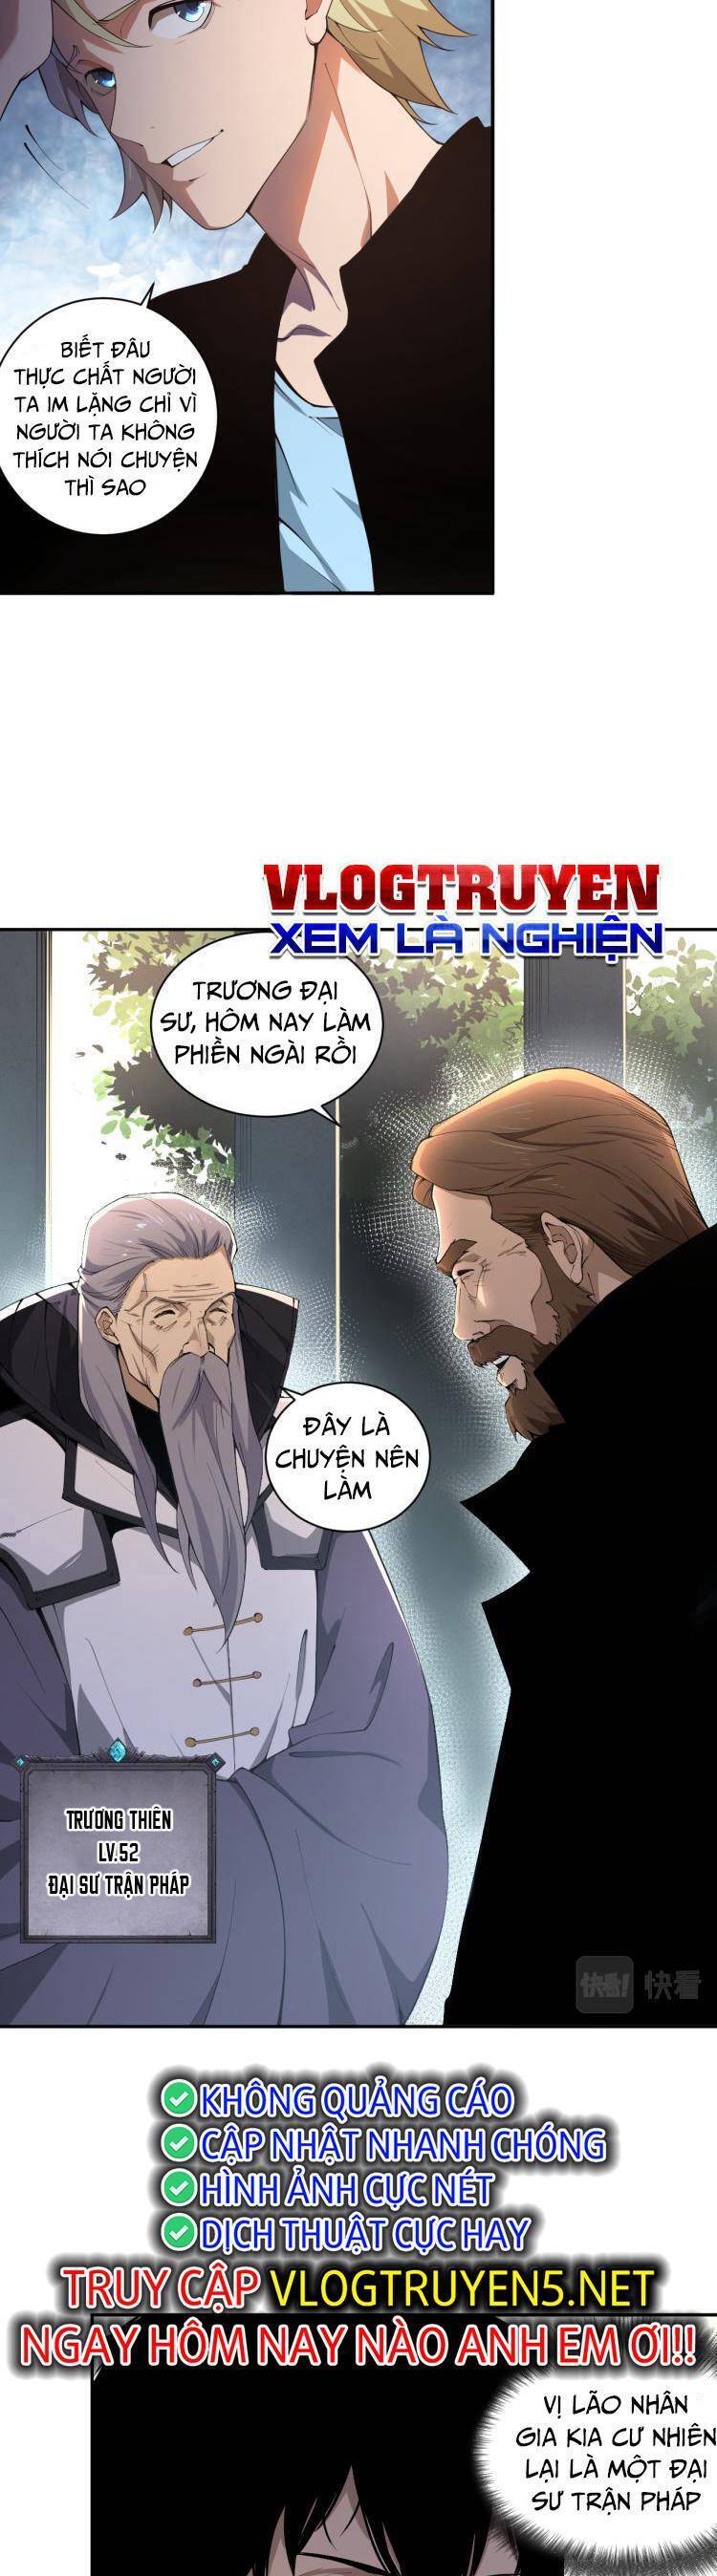 BIẾT ĐÂU
THỰC CHẤT NGƯỜI
TA IM LẶNG CHỈ VÌ
NGƯỜI TA KHÔNG
THÍCH NÓI CHUYỆN
THÌ SAO
VLOGTRUYEN
XEM LÀ NGHIỆN
TRƯƠNG ĐẠI
SƯ, HÔM NAY LÀM
PHIỀN NGÀI RỒI
ĐÂY LÀ
CHUYỆN NÊN
LÀM
TRƯƠNG THIÊN
LV.52
ĐẠI SƯ TRẬN PHÁP
快看! 快看
KHÔNG QUẢNG CÁO
CẬP NHẬT NHANH CHÓNG
HÌNH ẢNH CỰC NÉT
DỊCH THUẬT CỰC HAY
TRUY CẬP VLOGTRUYEN5.NET
NGAY HÔM NAY NÀO ANH EM ƠI!!
VỊ LÃO NHÂN
GIA KIA CƯ NHIÊN
LẠI LÀ MỘT ĐẠI
SƯ TRẬN PHÁP